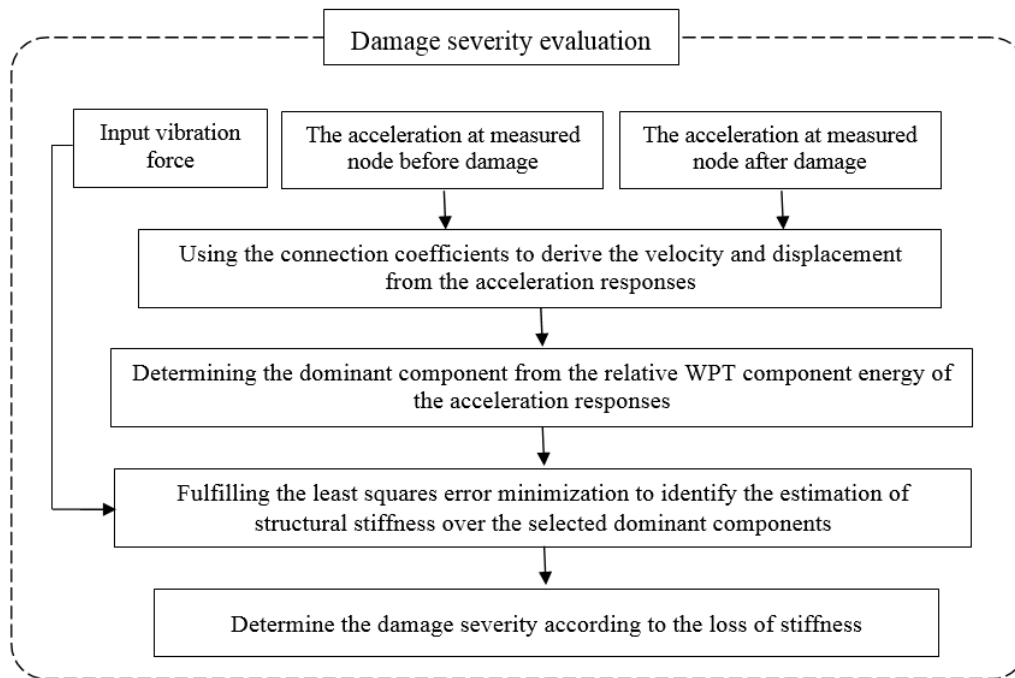 Damage severity evaluation
Input vibration
force
The acceleration at measured
node before damage
The acceleration at measured
node after damage
Using the connection coefficients to derive the velocity and displacement
from the acceleration responses
Determining the dominant component from the relative WPT component energy of
the acceleration responses
Fulfilling the least squares error minimization to identify the estimation of
structural stiffness over the selected dominant components
Determine the damage severity according to the loss of stiffness